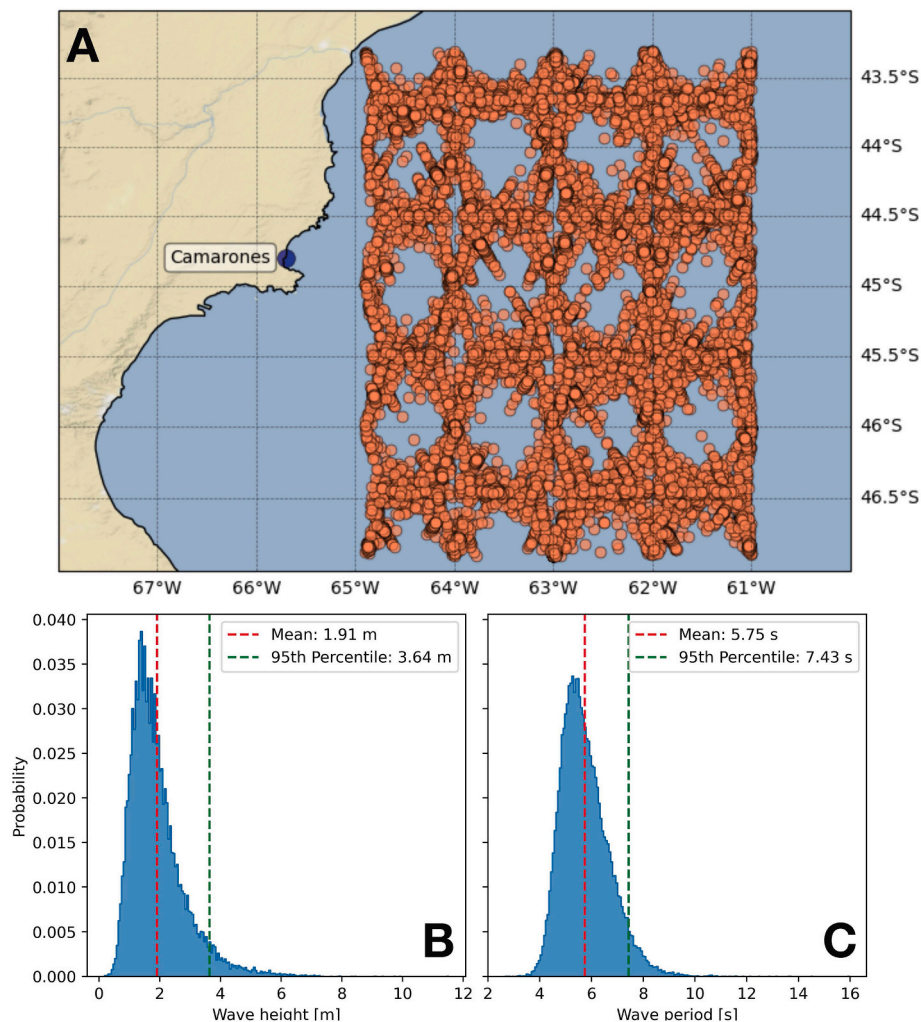 A
43.5°S
44°S
44.5°S
Camarones
45°S
45.5°S
46°S
46.5°S
67°W 66°W 65°W 64°W 63°W 62°W 61°W
0.040
0.035
0.030
0.025
0.020
0.015
0.010
0.005
0.000
Probability
Mean: 1.91 m
95th Percentile: 3.64 m
B
0 2 4 6 8 10 12
Wave height [m]
Mean: 5.75 s
95th Percentile: 7.43 s
C
2 4 6 8 10 12 14 16
Wave period [s]